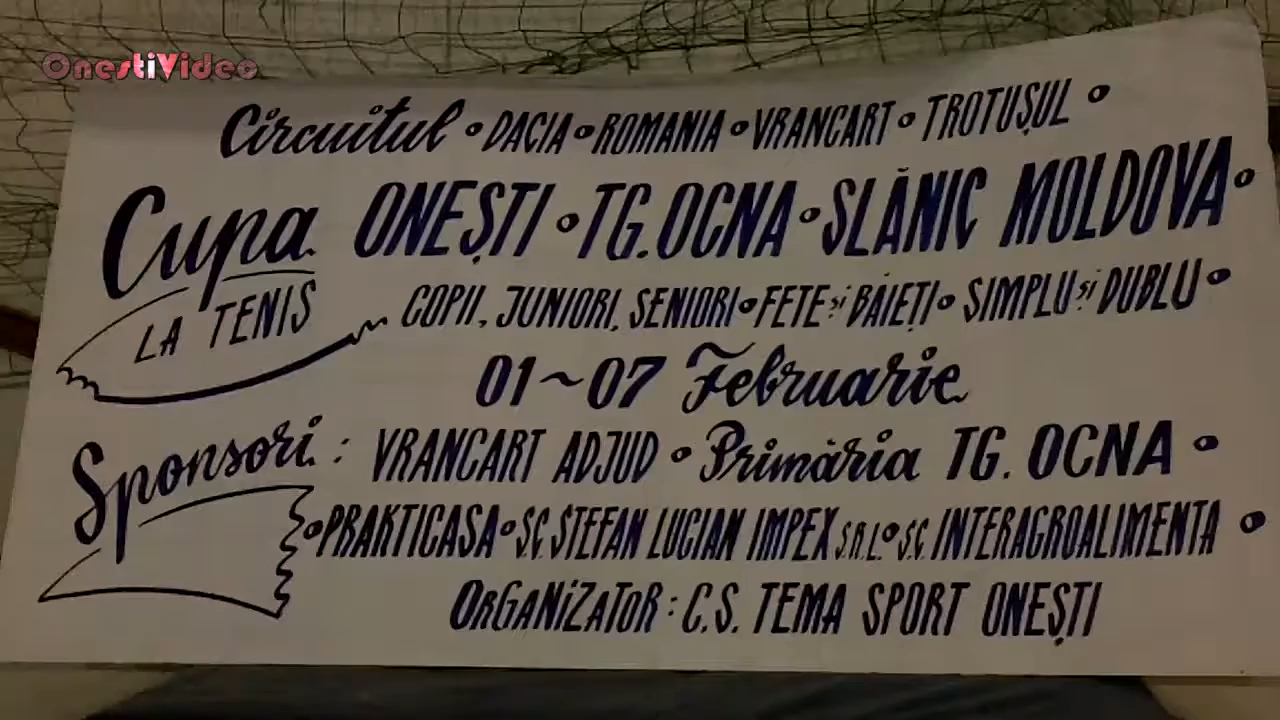 OnestiVideo
Circuitul • DACIA • ROMANIA • VRANCART • TROTUȘUL •
Cupa ONEȘTI • TG. OCNA • SLĂNIC MOLDOVA •
LA TENIS
COPII, JUNIORI, SENIORI • FETE și BĂIEȚI • SIMPLU și DUBLU •
01~07 Februarie
Sponsori: VRANCART ADJUD • Primăria TG. OCNA •
• PRAKTICASA • S.C. STEFAN LUCIAN IMPEX S.R.L • S.C. INTERAGROALIMENTA •
ORGANIZATOR: C.S. TEMA SPORT ONEȘTI